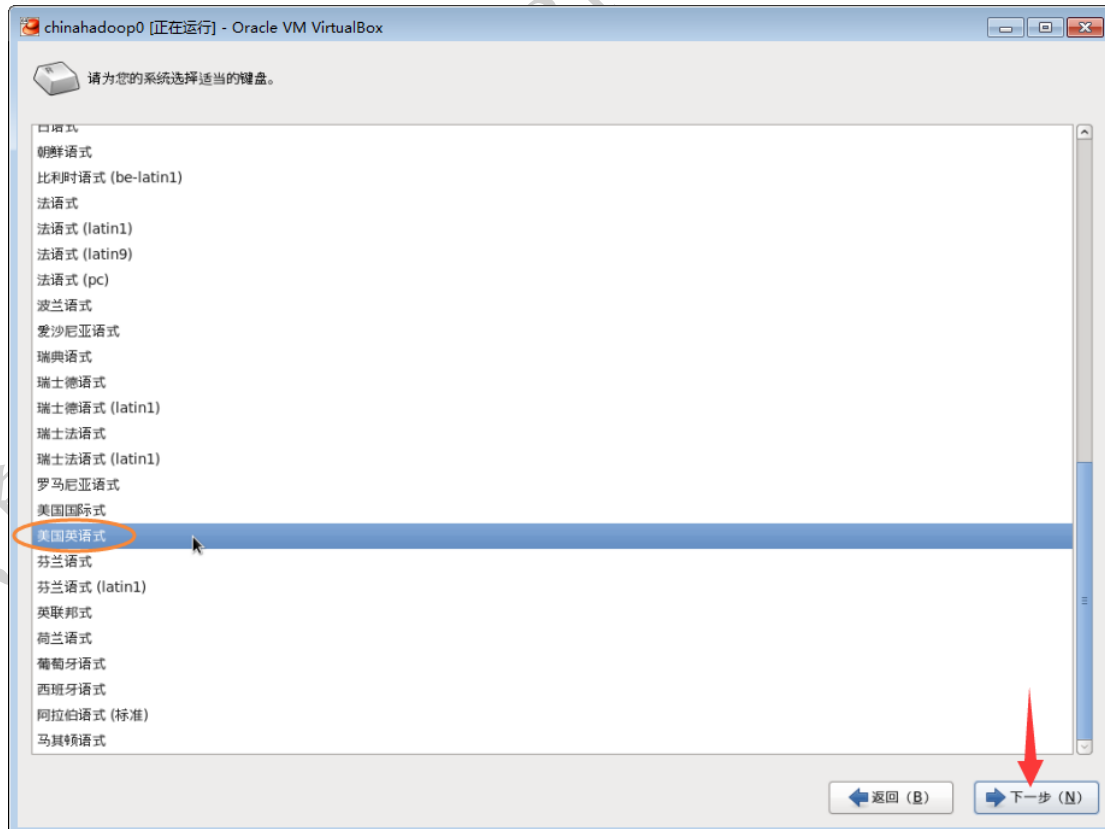 chinahadoop0 [正在运行] - Oracle VM VirtualBox
请为您的系统选择适当的键盘。
日语式
朝鲜语式
比利时语式 (be-latin1)
法语式
法语式 (latin1)
法语式 (latin9)
法语式 (pc)
波兰语式
爱沙尼亚语式
瑞典语式
瑞士德语式
瑞士德语式 (latin1)
瑞士法语式
瑞士法语式 (latin1)
罗马尼亚语式
美国国际式
美国英语式
芬兰语式
芬兰语式 (latin1)
英联邦式
荷兰语式
葡萄牙语式
西班牙语式
阿拉伯语式 (标准)
马其顿语式
返回 (B)
下一步 (N)